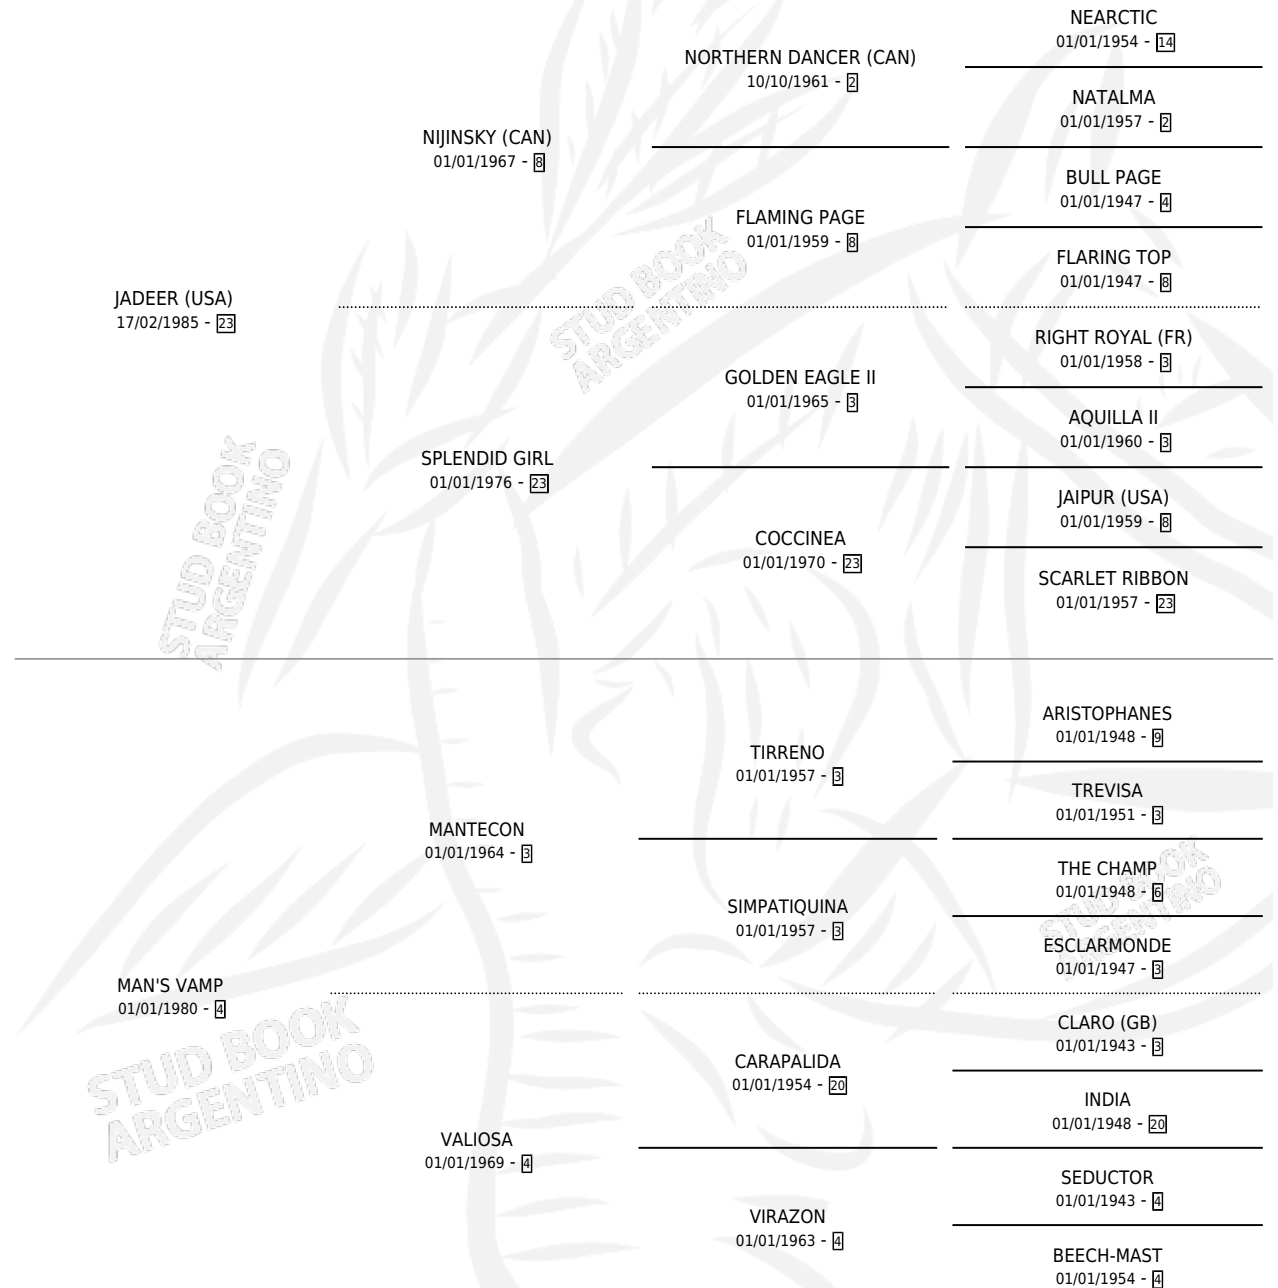 NEARCTIC
01/01/1954 - 14
NORTHERN DANCER (CAN)
10/10/1961 - 2
NATALMA
01/01/1957 - 2
NIJINSKY (CAN)
01/01/1967 - 8
BULL PAGE
01/01/1947 - 4
FLAMING PAGE
01/01/1959 - 8
FLARING TOP
01/01/1947 - 8
JADEER (USA)
17/02/1985 - 23
RIGHT ROYAL (FR)
01/01/1958 - 3
GOLDEN EAGLE II
01/01/1965 - 3
AQUILLA II
01/01/1960 - 3
SPLENDID GIRL
01/01/1976 - 23
JAIPUR (USA)
01/01/1959 - 8
COCCINEA
01/01/1970 - 23
SCARLET RIBBON
01/01/1957 - 23
STUD BOOK
ARGENTINO
STUD BOOK
ARGENTINO
ARISTOPHANES
01/01/1948 - 9
TIRRENO
01/01/1957 - 3
TREVISA
01/01/1951 - 3
MANTECON
01/01/1964 - 3
THE CHAMP
01/01/1948 - 6
SIMPATIQUINA
01/01/1957 - 3
ESCLARMONDE
01/01/1947 - 3
MAN'S VAMP
01/01/1980 - 4
CLARO (GB)
01/01/1943 - 3
CARAPALIDA
01/01/1954 - 20
INDIA
01/01/1948 - 20
VALIOSA
01/01/1969 - 4
SEDUCTOR
01/01/1943 - 4
VIRAZON
01/01/1963 - 4
BEECH-MAST
01/01/1954 - 4
STUD BOOK
ARGENTINO
STUD BOOK
ARGENTINO